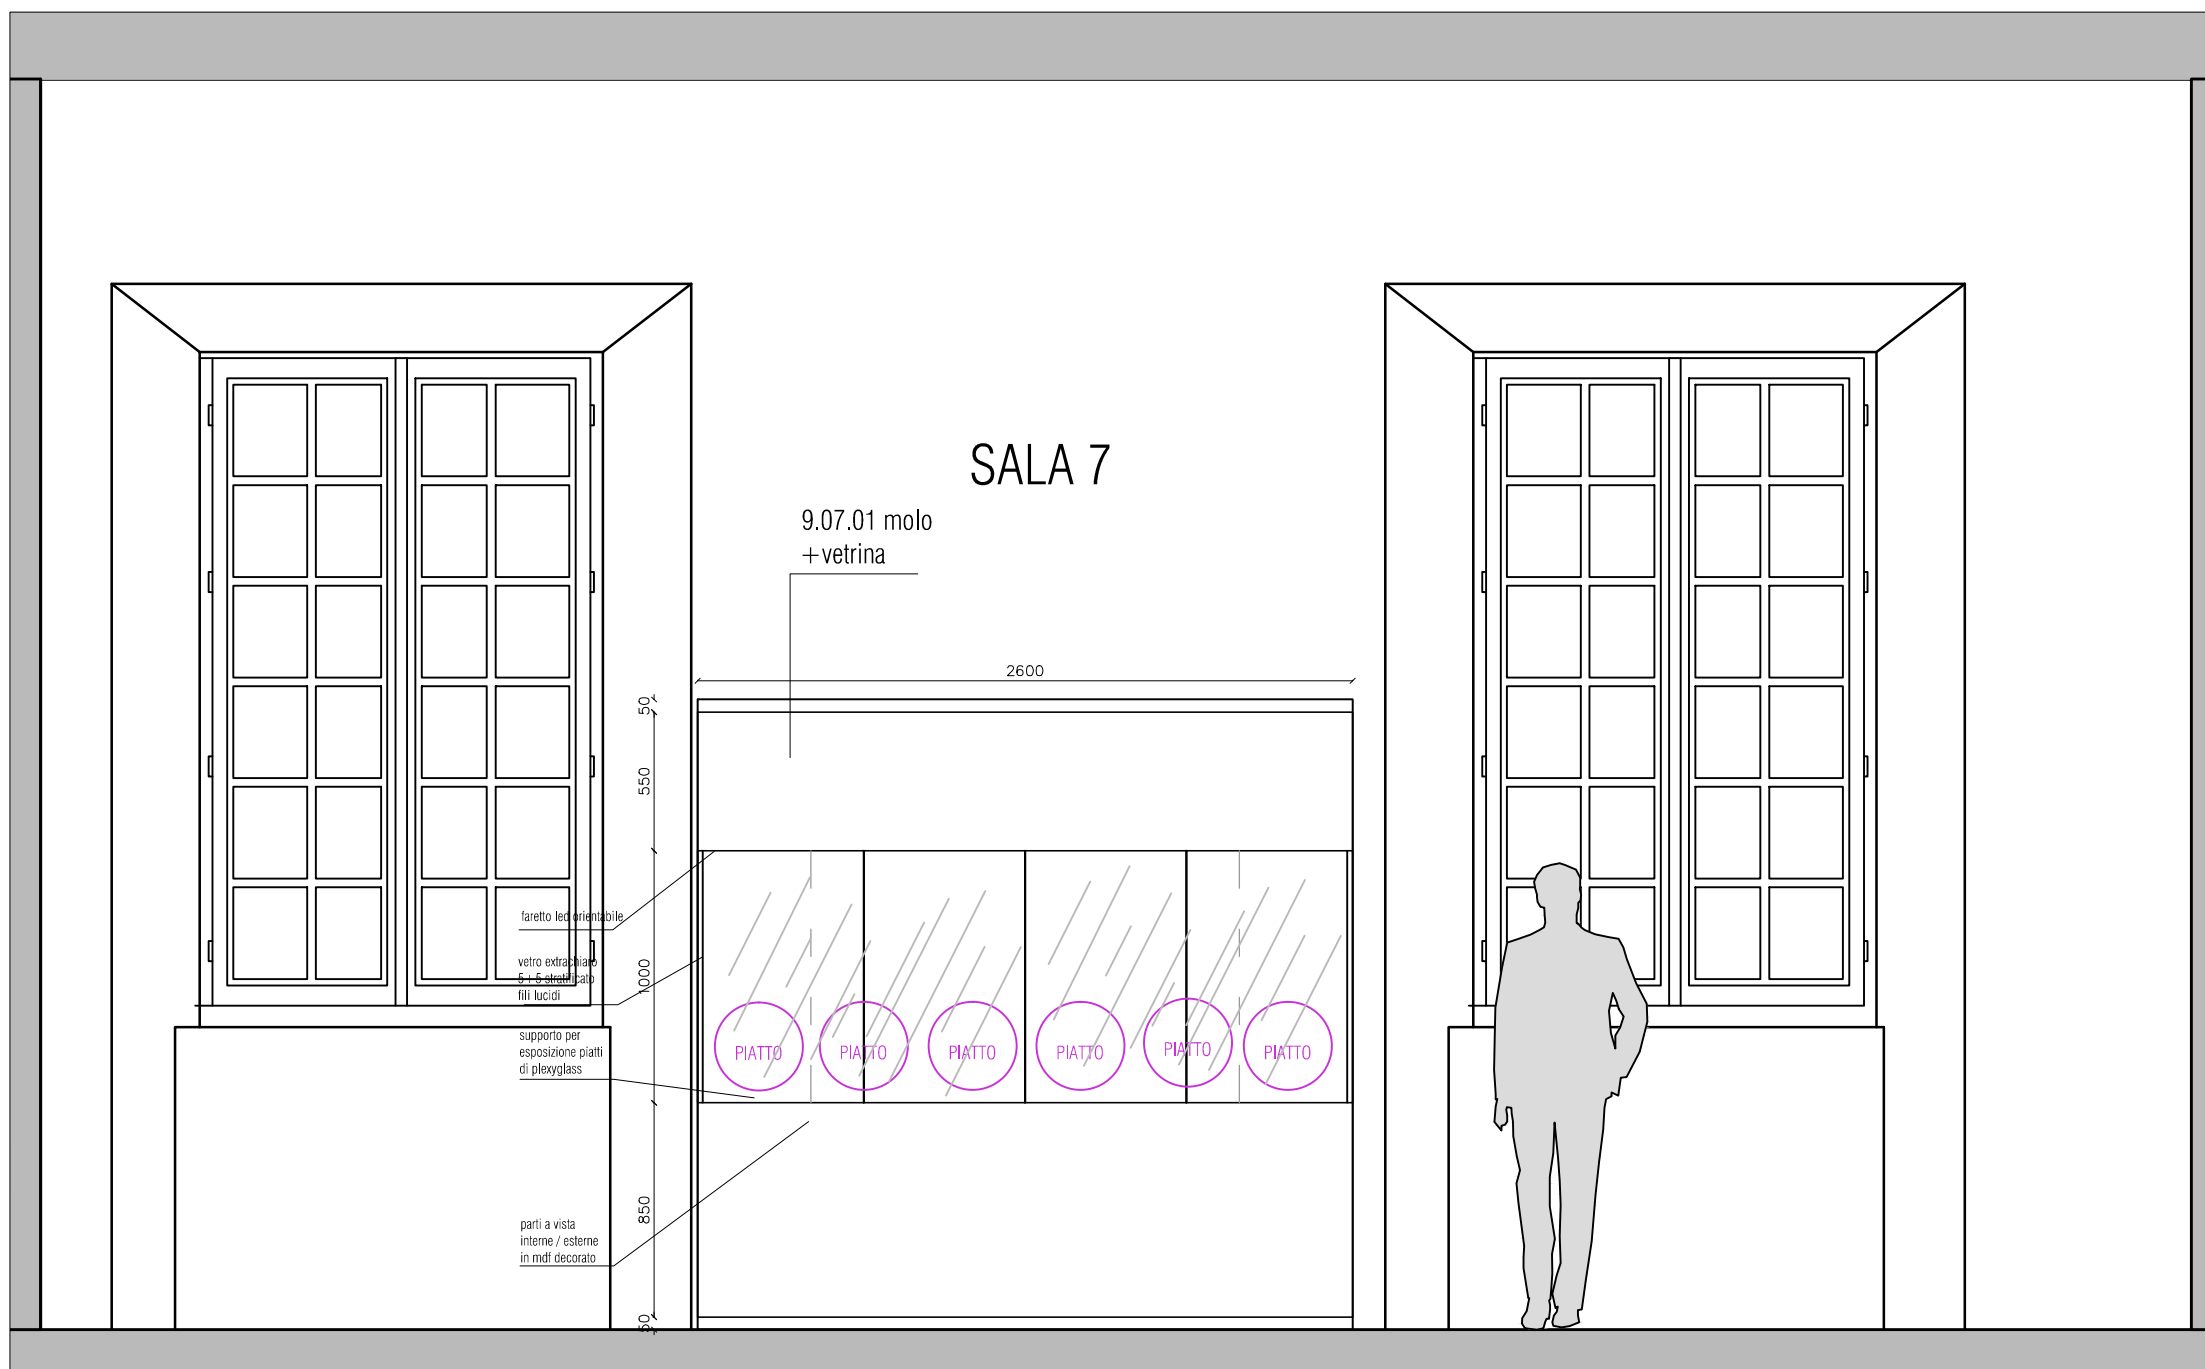 SALA 7
9.07.01 molo
+vetrina
2600
50
550
1000
850
50
faretto led orientabile
vetro extrachiaro
5+5 stratificato
fili lucidi
supporto per
esposizione piatti
di plexyglass
parti a vista
interne / esterne
in mdf decorato
PIATTO
PIATTO
PIATTO
PIATTO
PIATTO
PIATTO